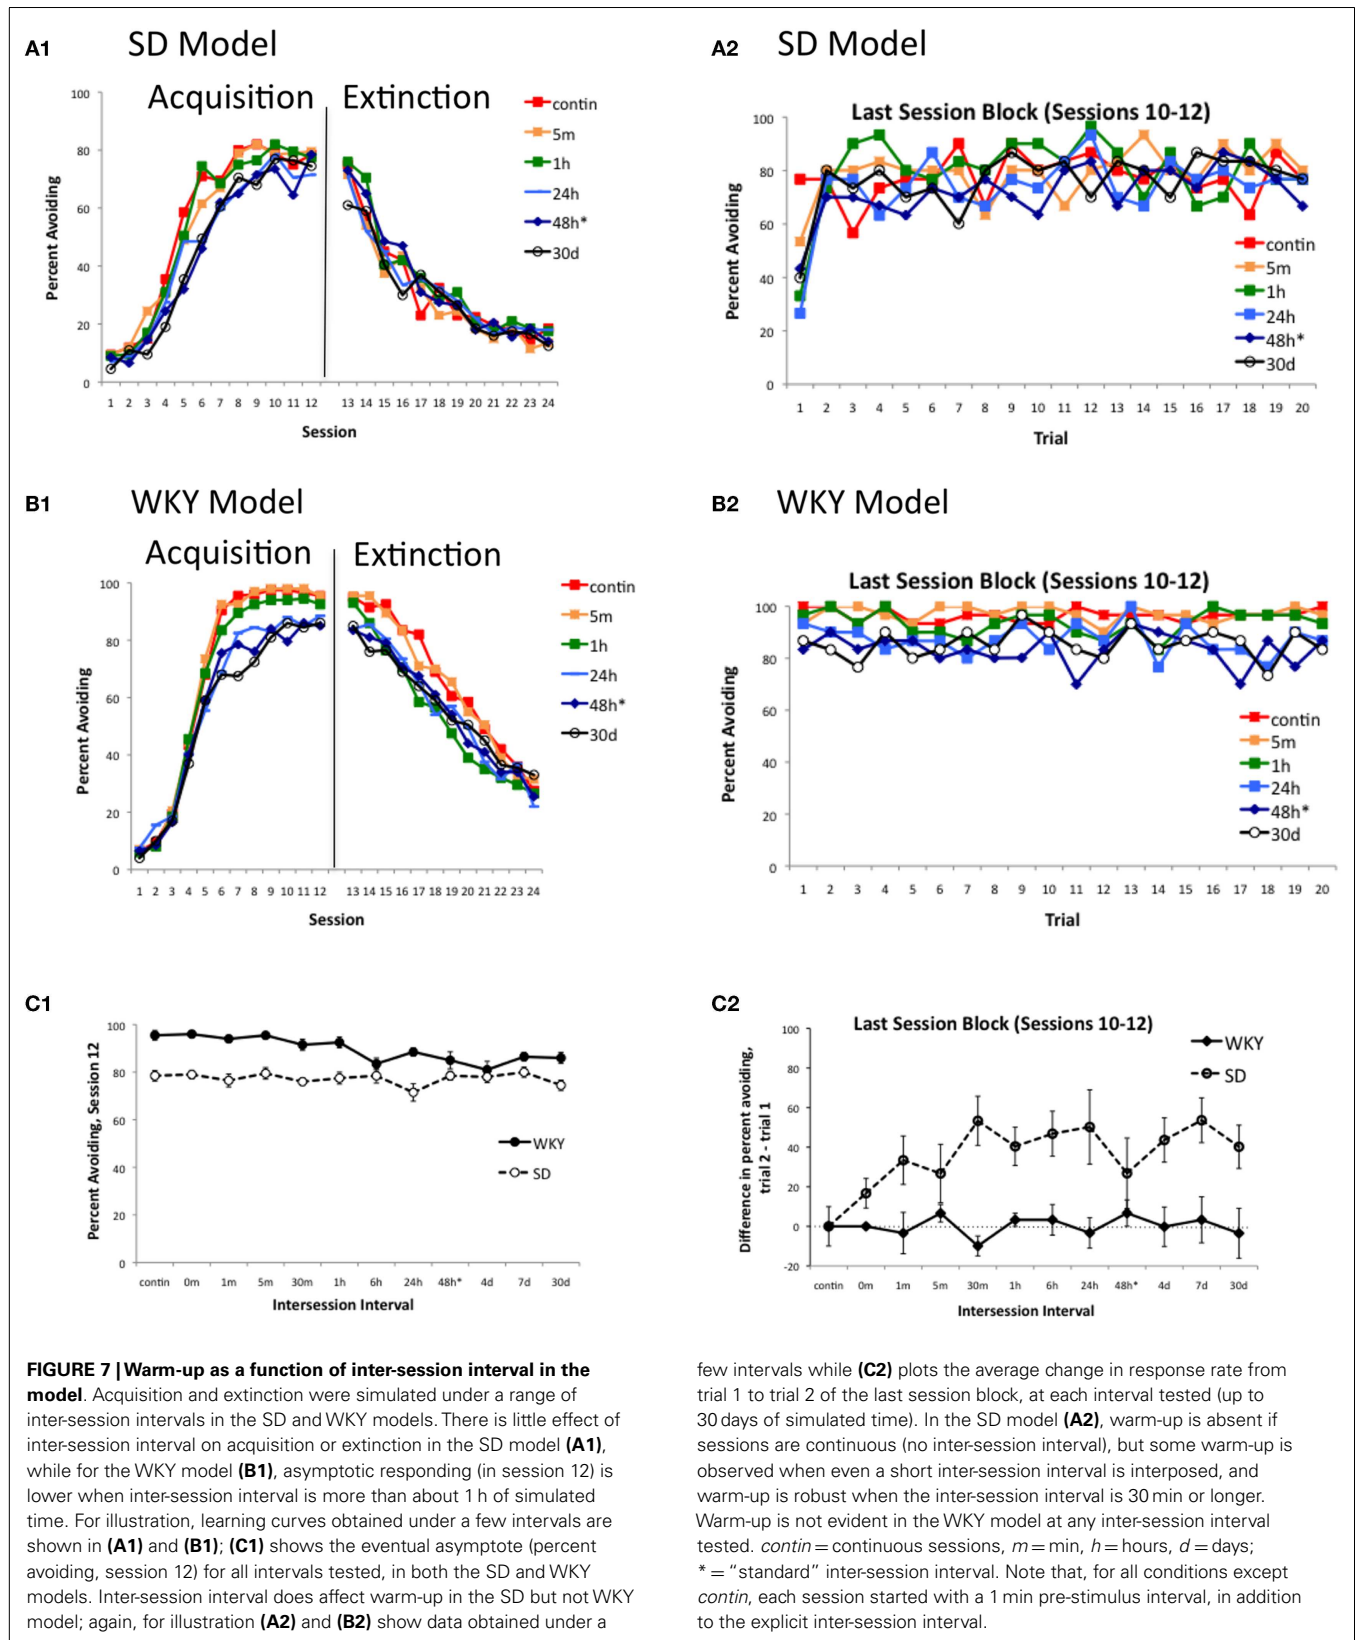 A1 SD Model
Acquisition Extinction
100
80
60
40
20
0
Percent Avoiding
contin
5m
1h
24h
48h*
30d
1 2 3 4 5 6 7 8 9 10 11 12 13 14 15 16 17 18 19 20 21 22 23 24
Session
A2 SD Model
Last Session Block (Sessions 10-12)
100
80
60
40
20
0
Percent Avoiding
contin
5m
1h
24h
48h*
30d
1 2 3 4 5 6 7 8 9 10 11 12 13 14 15 16 17 18 19 20
Trial
B1 WKY Model
Acquisition Extinction
100
80
60
40
20
0
Percent Avoiding
contin
5m
1h
24h
48h*
30d
1 2 3 4 5 6 7 8 9 10 11 12 13 14 15 16 17 18 19 20 21 22 23 24
Session
B2 WKY Model
Last Session Block (Sessions 10-12)
100
80
60
40
20
0
Percent Avoiding
contin
5m
1h
24h
48h*
30d
1 2 3 4 5 6 7 8 9 10 11 12 13 14 15 16 17 18 19 20
Trial
C1
100
80
60
40
20
0
Percent Avoiding, Session 12
WKY
SD
contin 0m 1m 5m 30m 1h 6h 24h 48h* 4d 7d 30d
Intersession Interval
C2
Last Session Block (Sessions 10-12)
100
80
60
40
20
0
-20
Difference in percent avoiding,
trial 2 - trial 1
WKY
SD
contin 0m 1m 5m 30m 1h 6h 24h 48h* 4d 7d 30d
Intersession Interval
FIGURE 7 | Warm-up as a function of inter-session interval in the
model. Acquisition and extinction were simulated under a range of
inter-session intervals in the SD and WKY models. There is little effect of
inter-session interval on acquisition or extinction in the SD model (A1),
while for the WKY model (B1), asymptotic responding (in session 12) is
lower when inter-session interval is more than about 1 h of simulated
time. For illustration, learning curves obtained under a few intervals are
shown in (A1) and (B1); (C1) shows the eventual asymptote (percent
avoiding, session 12) for all intervals tested, in both the SD and WKY
models. Inter-session interval does affect warm-up in the SD but not WKY
model; again, for illustration (A2) and (B2) show data obtained under a
few intervals while (C2) plots the average change in response rate from
trial 1 to trial 2 of the last session block, at each interval tested (up to
30 days of simulated time). In the SD model (A2), warm-up is absent if
sessions are continuous (no inter-session interval), but some warm-up is
observed when even a short inter-session interval is interposed, and
warm-up is robust when the inter-session interval is 30 min or longer.
Warm-up is not evident in the WKY model at any inter-session interval
tested. contin = continuous sessions, m = min, h = hours, d = days;
* = "standard" inter-session interval. Note that, for all conditions except
contin, each session started with a 1 min pre-stimulus interval, in addition
to the explicit inter-session interval.